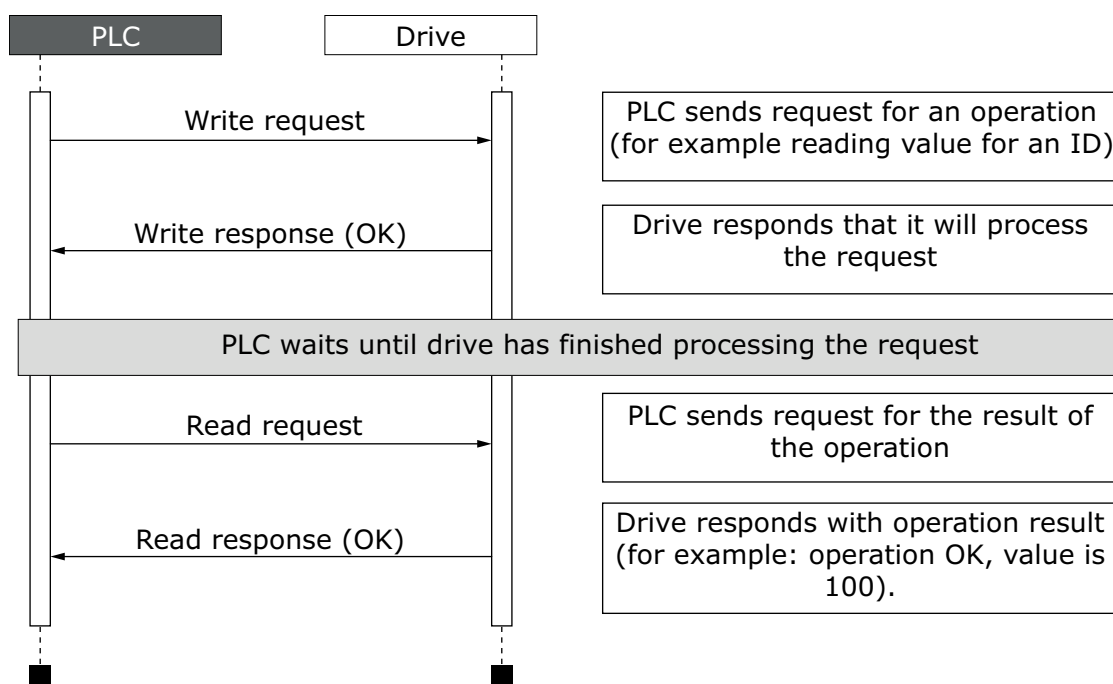 PLC
Drive
Write request
PLC sends request for an operation
(for example reading value for an ID)
Write response (OK)
Drive responds that it will process
the request
PLC waits until drive has finished processing the request
Read request
PLC sends request for the result of
the operation
Read response (OK)
Drive responds with operation result
(for example: operation OK, value is
100).